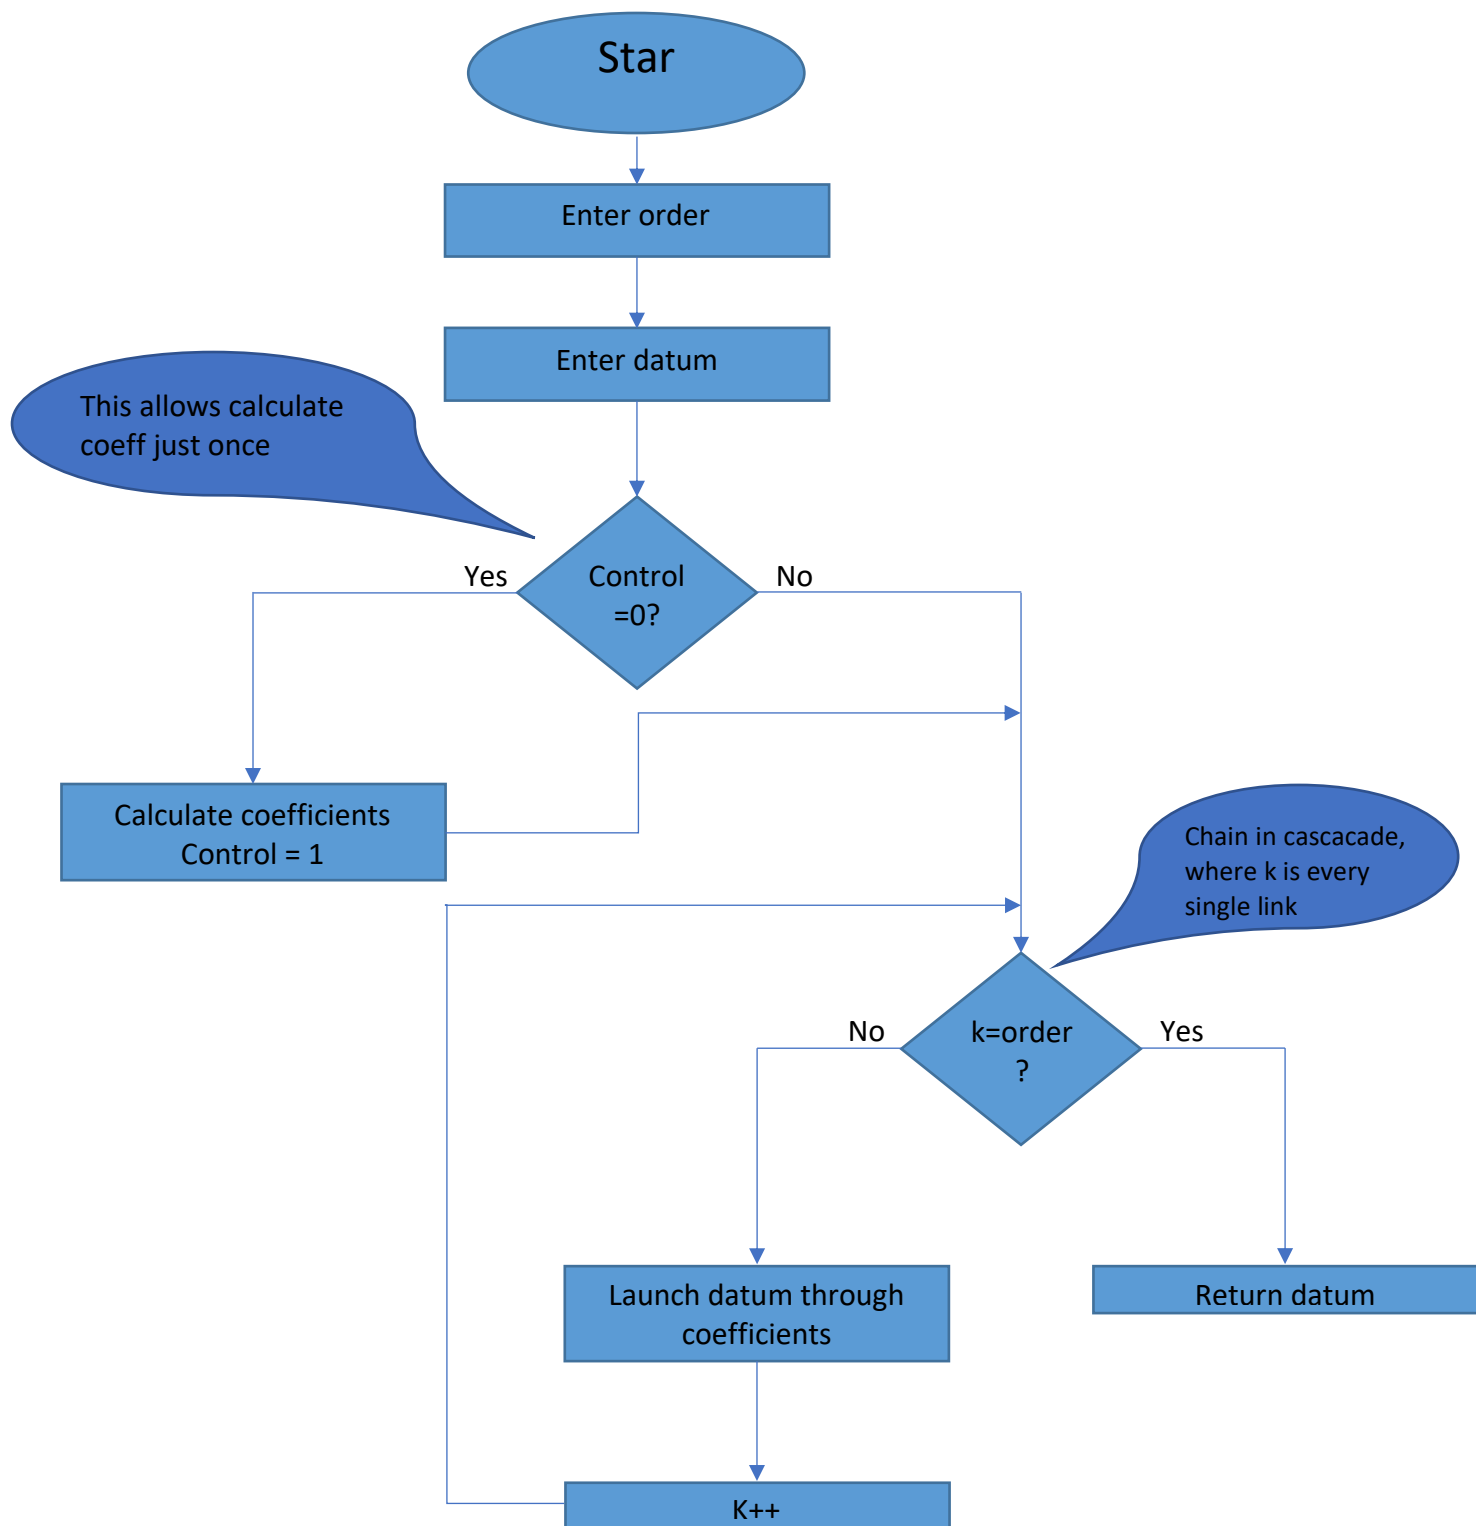 Star
Enter order
Enter datum
This allows calculate
coeff just once
Yes
Control
=0?
No
Calculate coefficients
Control = 1
Chain in cascacade,
where k is every
single link
No
k=order
?
Yes
Launch datum through
coefficients
Return datum
K++